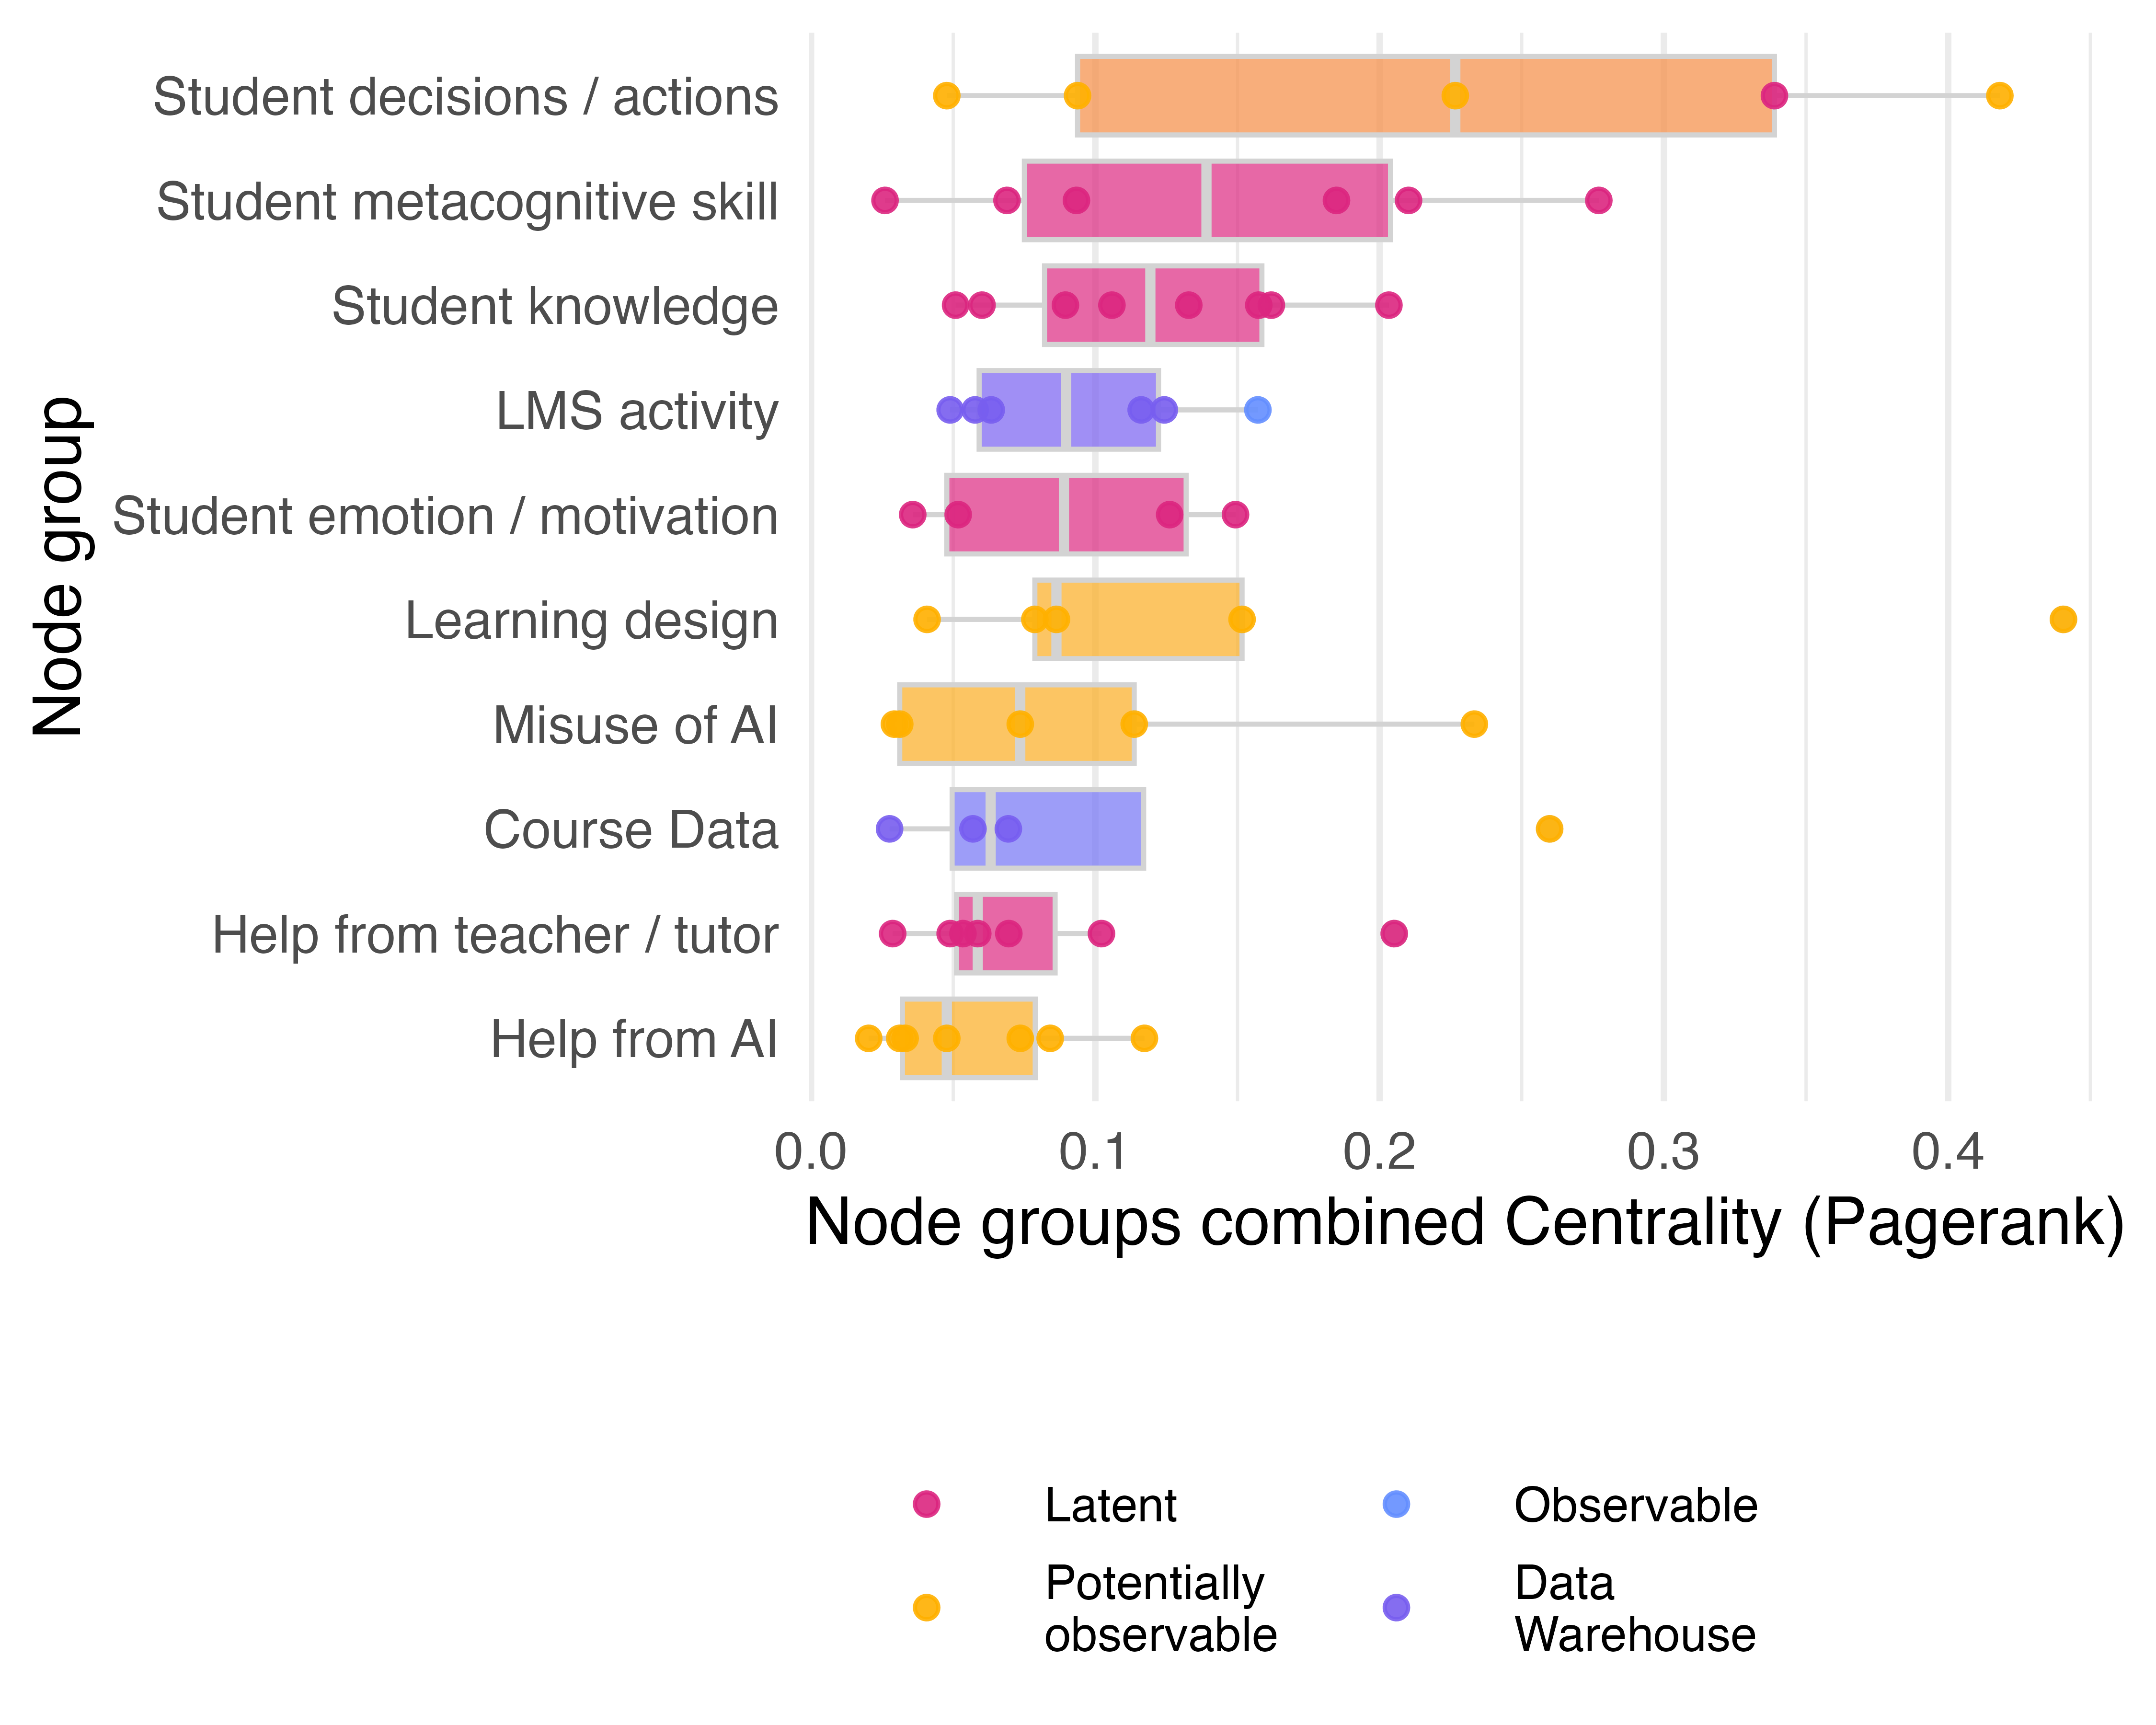 Node group
Student decisions / actions
Student metacognitive skill
Student knowledge
LMS activity
Student emotion / motivation
Learning design
Misuse of AI
Course Data
Help from teacher / tutor
Help from AI
0.0 0.1 0.2 0.3 0.4
Node groups combined Centrality (Pagerank)
Latent
Potentially
observable
Observable
Data
Warehouse